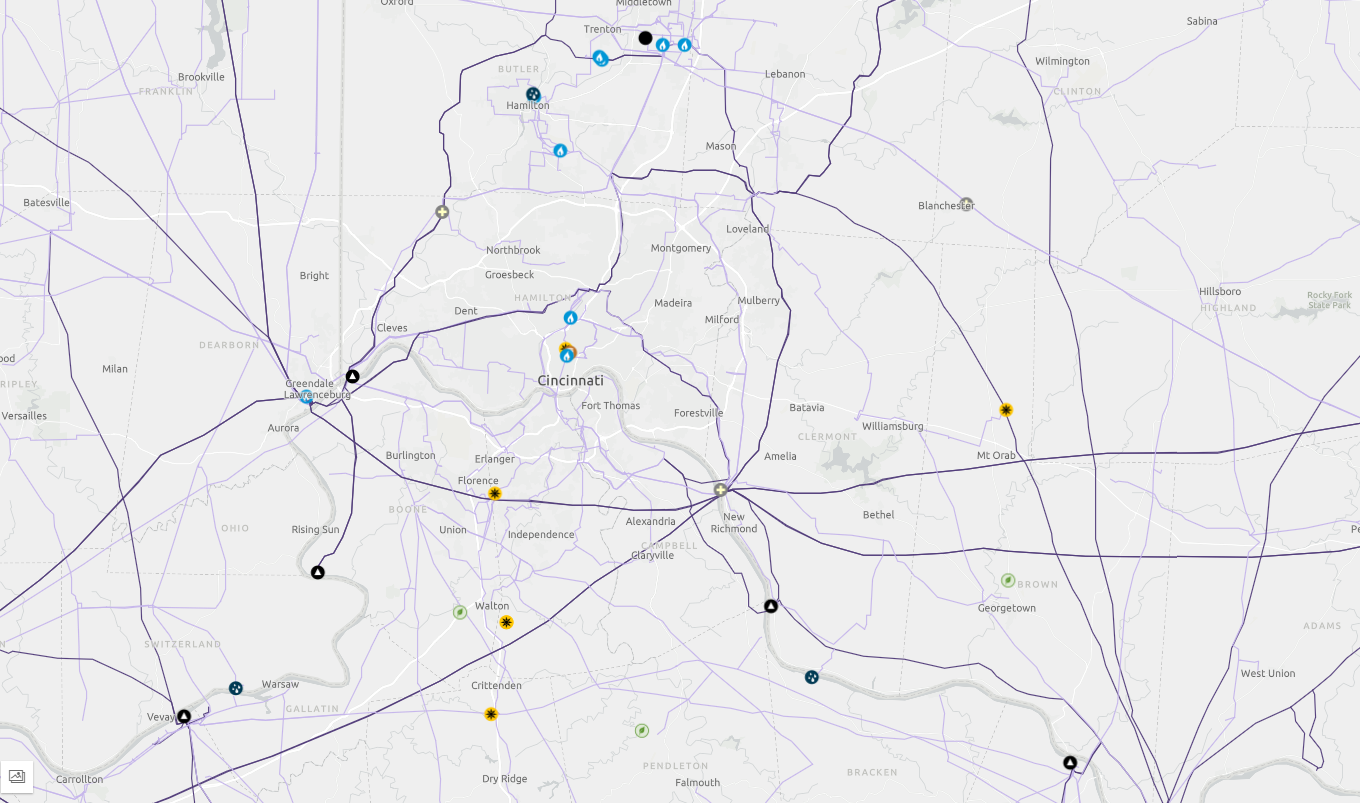 Oxford
Middletown
Sabina
Trenton
Wilmington
BUTLER
Lebanon
Brookville
FRANKLIN
CLINTON
Hamilton
Mason
Batesville
Blanchester
Loveland
Northbrook
Montgomery
Bright
Groesbeck
Hillsboro
Rocky Fork
State Park
HAMILTON
Madeira
Mulberry
HIGHLAND
Dent
Milford
Cleves
DEARBORN
ood
Milan
RIPLEY
Greendale
Cincinnati
Lawrenceburg
Fort Thomas
Forestville
Batavia
Versailles
Aurora
Williamsburg
CLERMONT
Burlington
Erlanger
Amelia
Mt Orab
Florence
BOONE
Bethel
OHIO
Rising Sun
Union
Independence
Alexandria
New
Richmond
Pe
CAMPBELL
Claryville
BROWN
Walton
Georgetown
ADAMS
SWITZERLAND
N
West Union
Warsaw
Crittenden
GALLATIN
Vevay
PENDLETON
BRACKEN
Carrollton
Dry Ridge
Falmouth